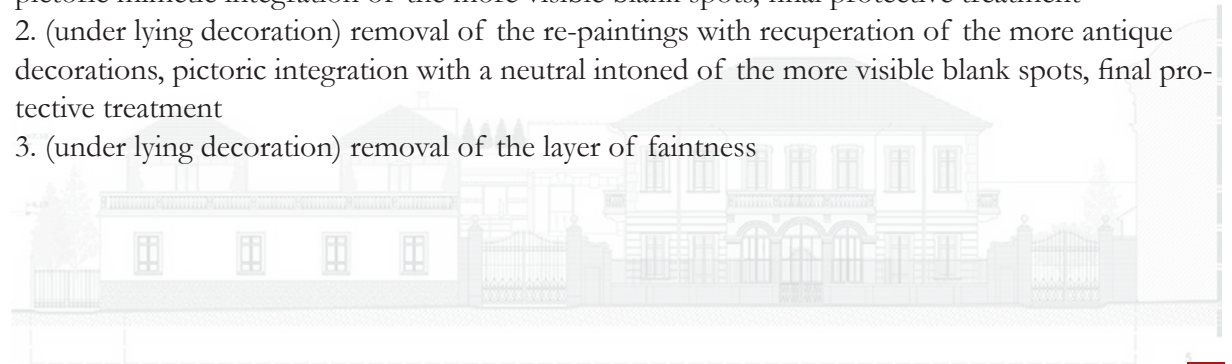 pictoric mimetic integration of the more visible blank spots, final protective treatment
2. (under lying decoration) removal of the re-paintings with recuperation of the more antique
decorations, pictoric integration with a neutral intoned of the more visible blank spots, final pro-
tective treatment
3. (under lying decoration) removal of the layer of faintness